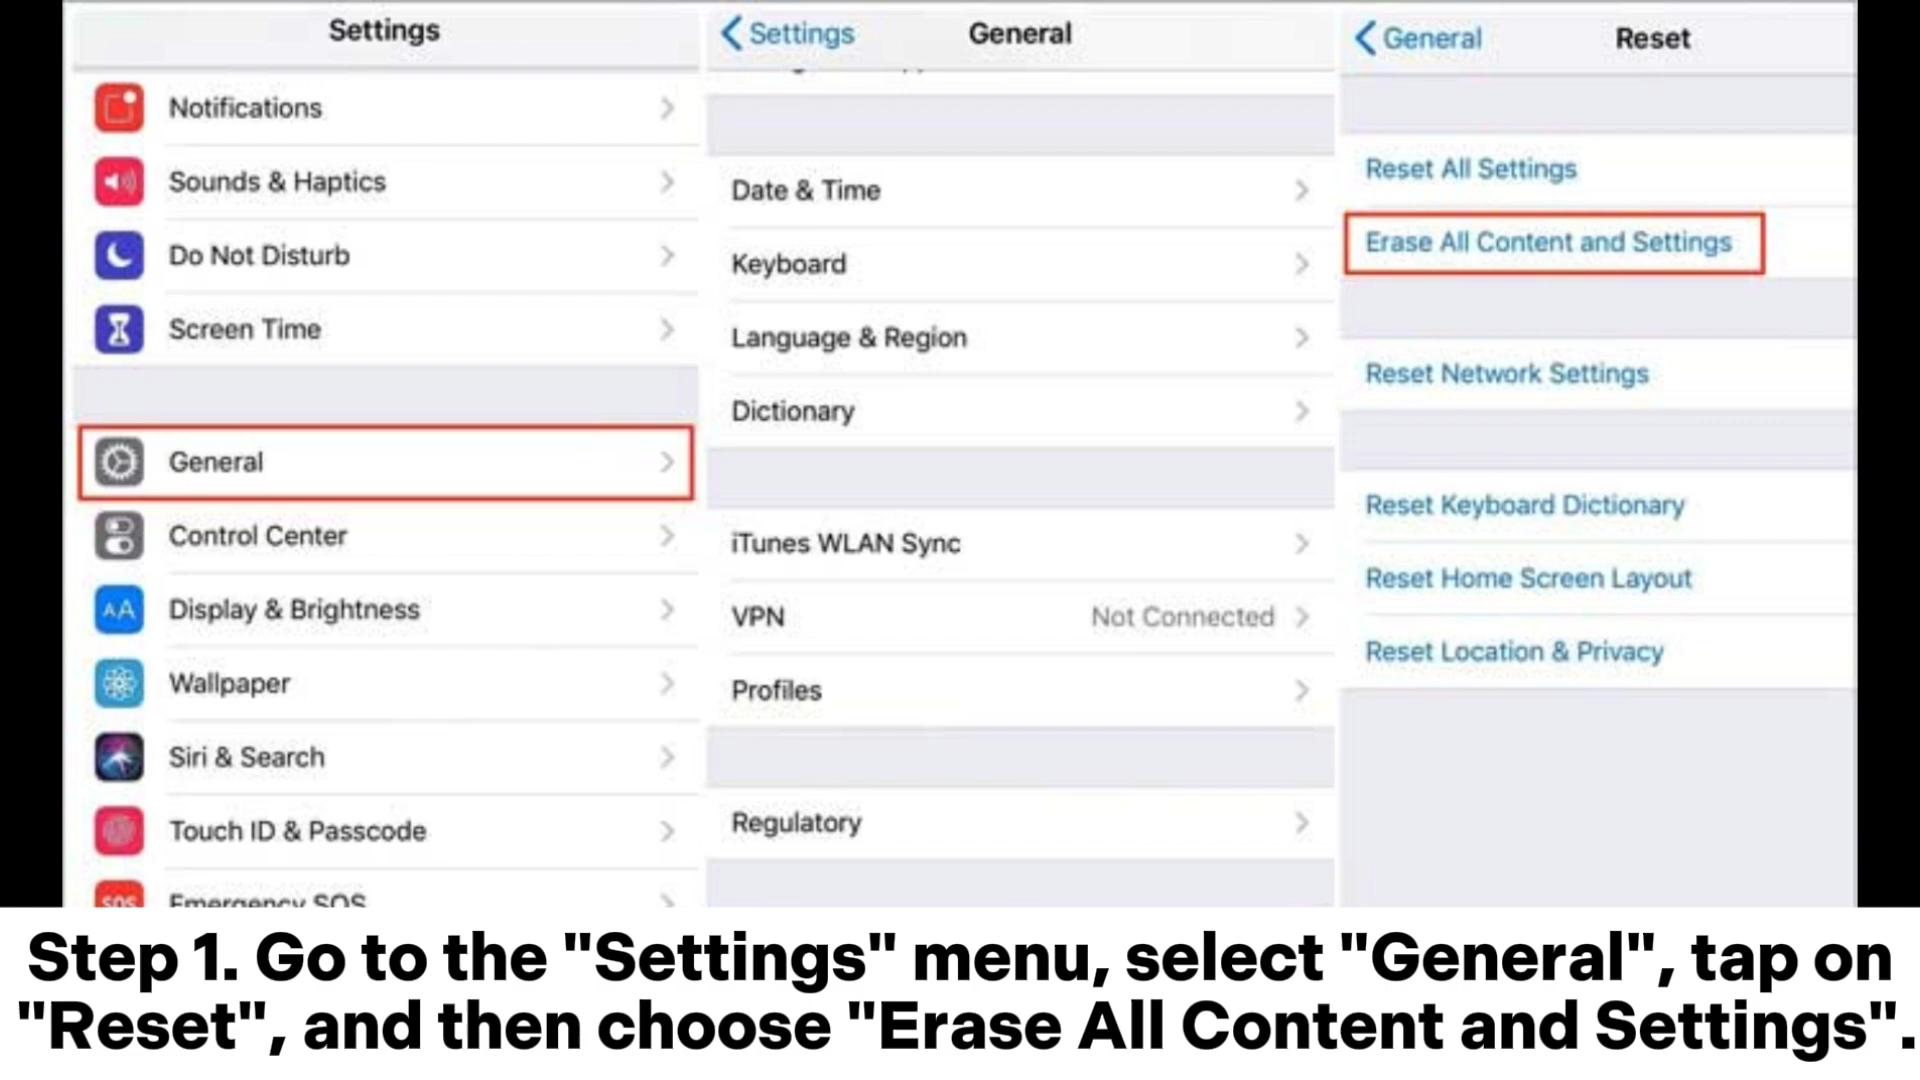 Settings
Notifications
Sounds & Haptics
Do Not Disturb
Screen Time
General
Control Center
AA
Display & Brightness
Wallpaper
Siri & Search
Touch ID & Passcode
SOS
Emergency SOS
Settings
General
Date & Time
Keyboard
Language & Region
Dictionary
iTunes WLAN Sync
VPN Not Connected
Profiles
Regulatory
General
Reset
Reset All Settings
Erase All Content and Settings
Reset Network Settings
Reset Keyboard Dictionary
Reset Home Screen Layout
Reset Location & Privacy
Step 1. Go to the "Settings" menu, select "General", tap on
"Reset", and then choose "Erase All Content and Settings".